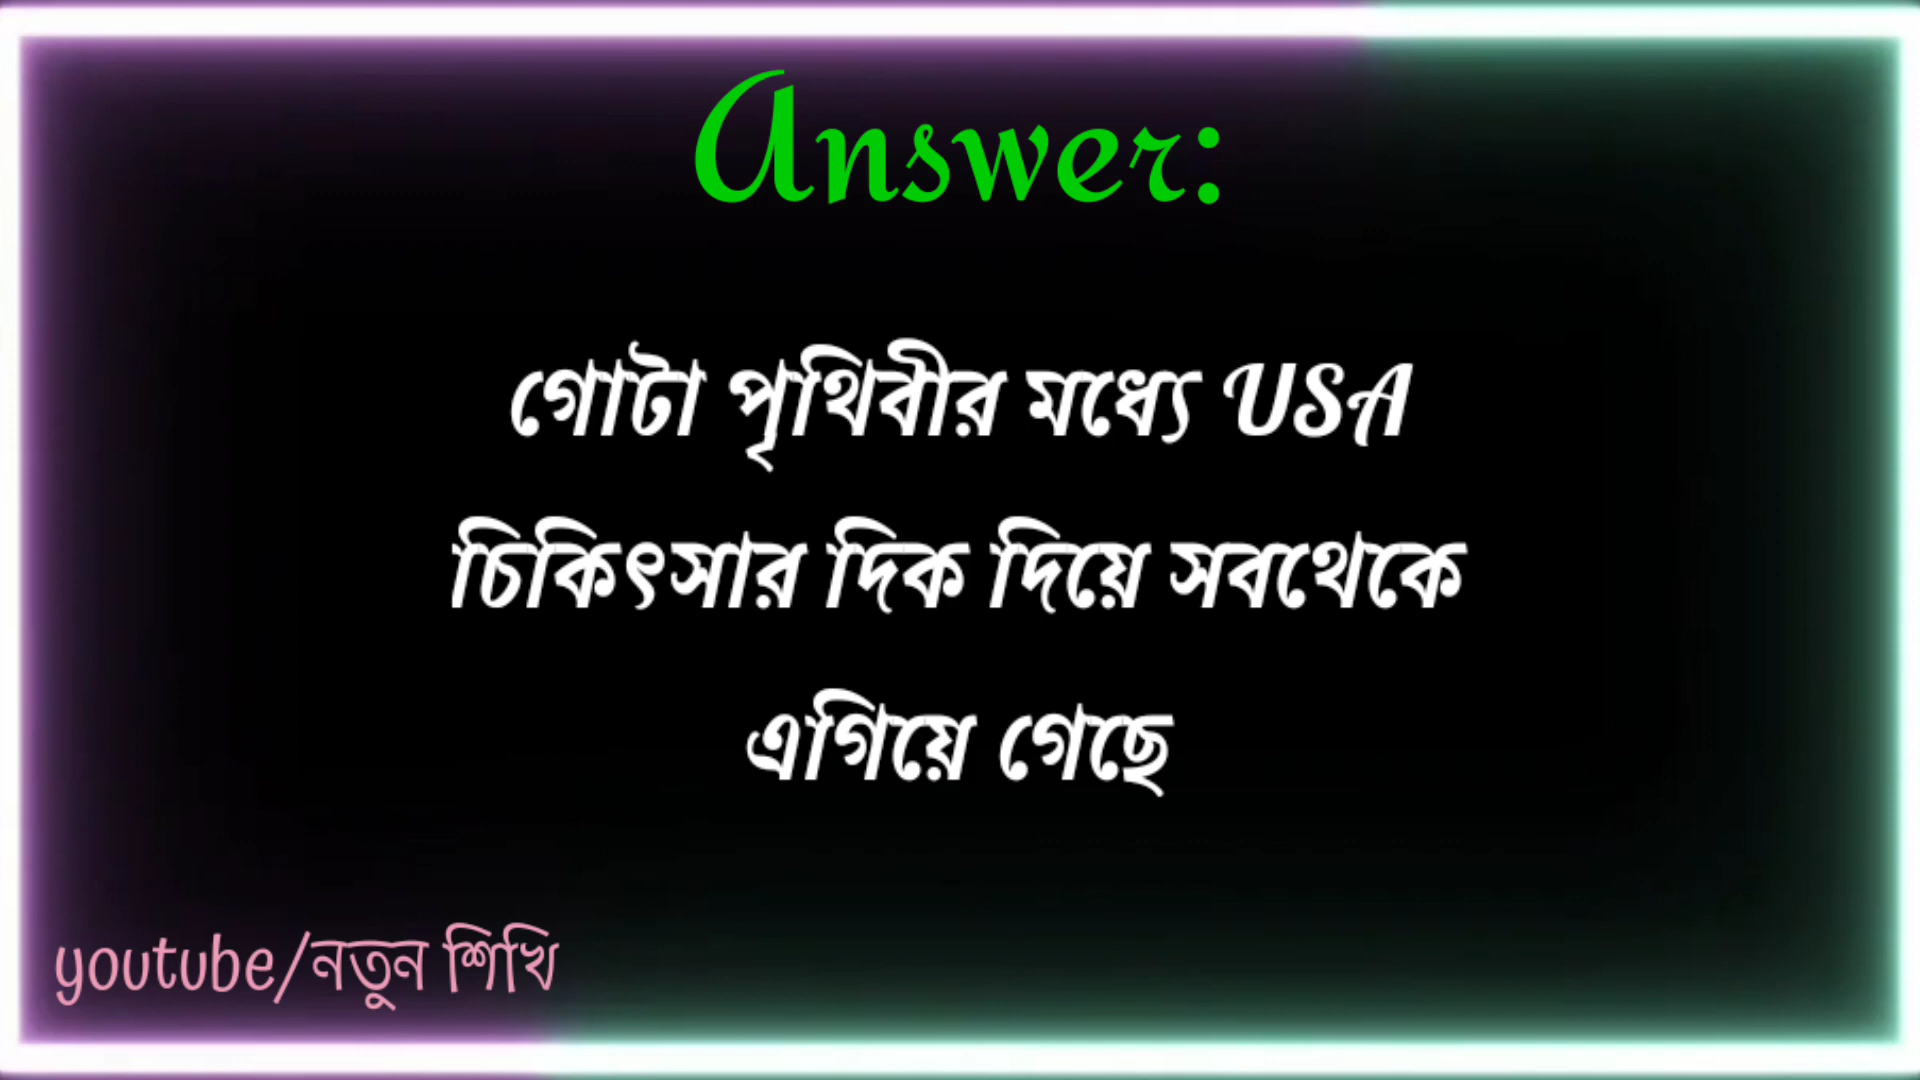 Answer:
গোটা পৃথিবীর মধ্যে USA
চিকিৎসার দিক দিয়ে সবথেকে
এগিয়ে গেছে
youtube/নতুন শিখি